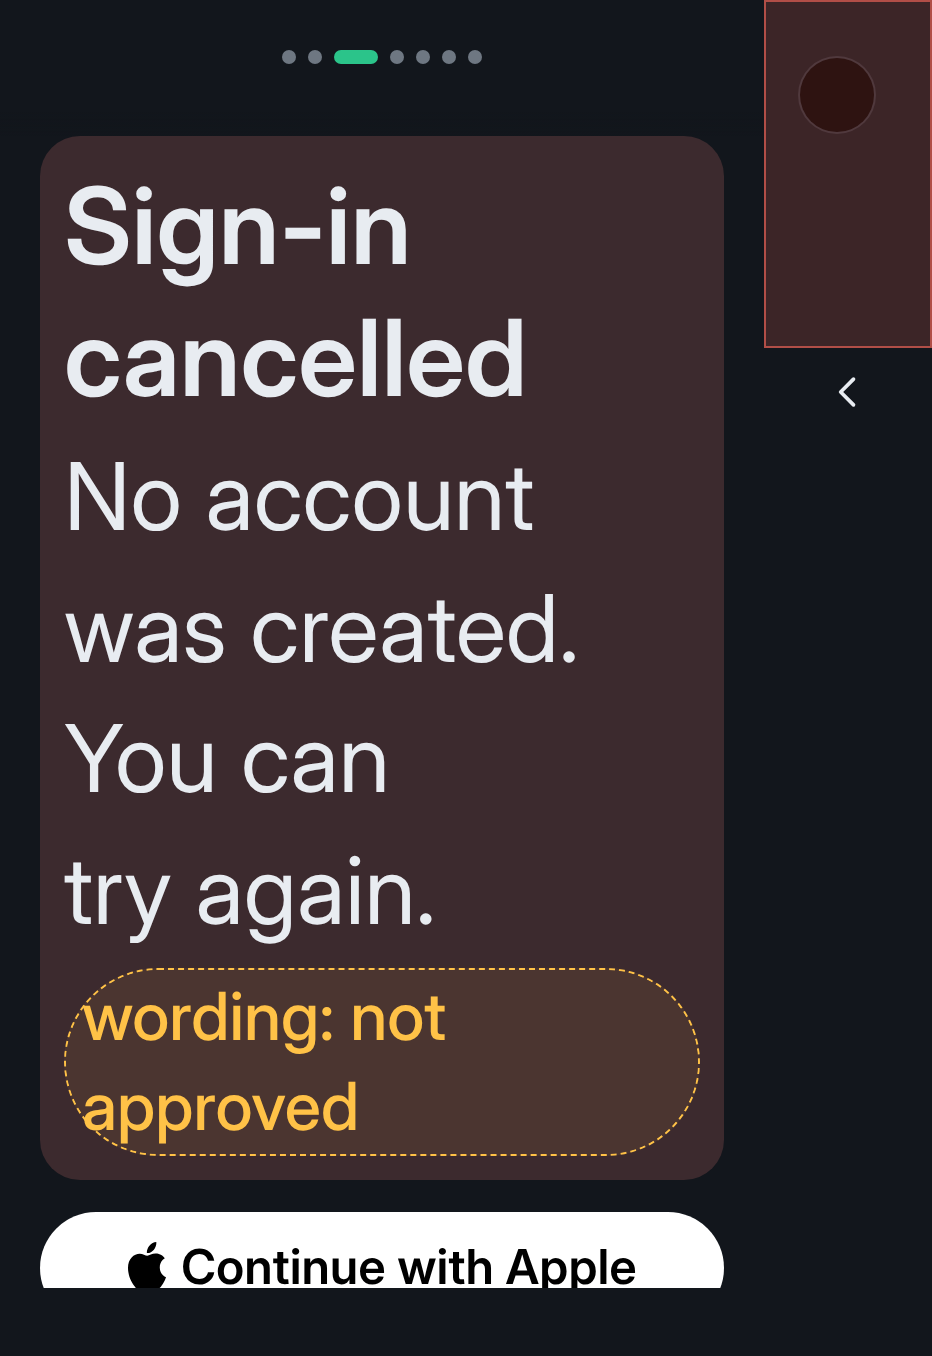 Sign-in
cancelled
No account
was created.
You can
try again.
wording: not
approved
Continue with Apple